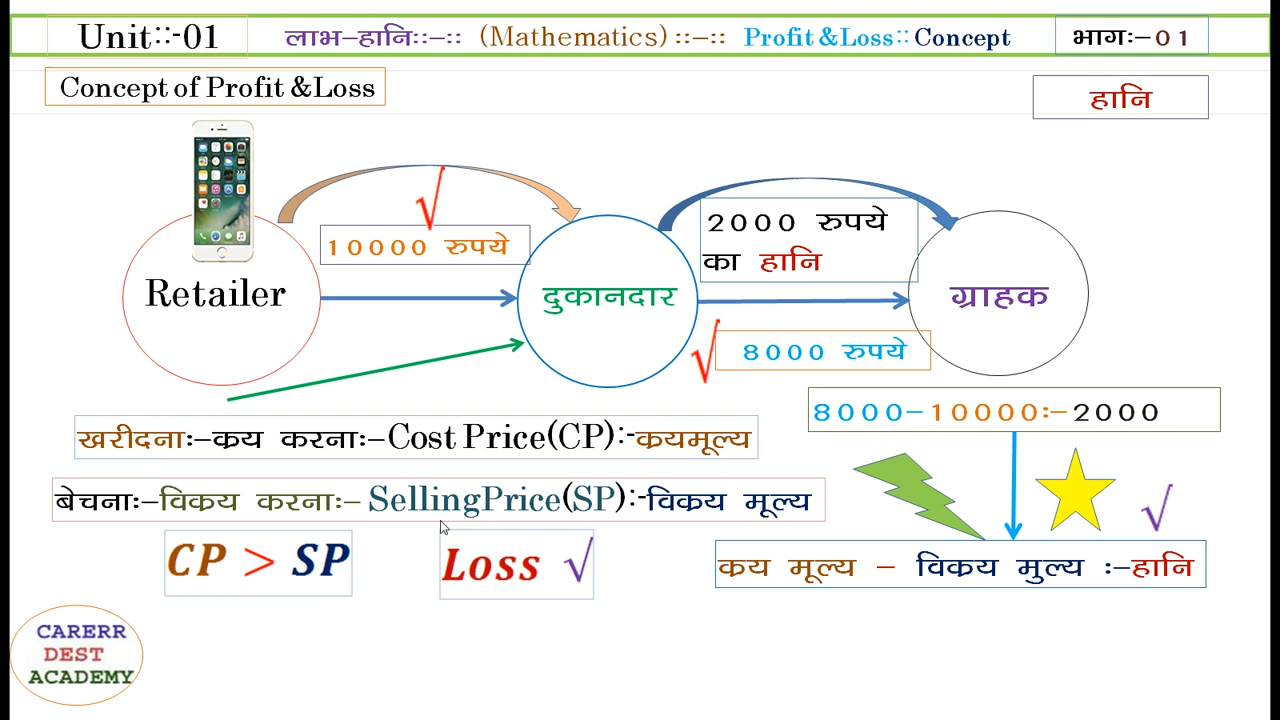 Unit::-01 लाभ-हानि::-:: (Mathematics) ::-:: Profit &Loss:: Concept भाग:-01
Concept of Profit &Loss
हानि
10000 रुपये
2000 रुपये
का हानि
Retailer
दुकानदार
ग्राहक
8000 रुपये
8000-10000:-2000
खरीदना:-क्रय करना:-Cost Price(CP):-क्रयमूल्य
बेचना:-विक्रय करना:- SellingPrice(SP):-विक्रय मूल्य
CP > SP
Loss √
क्रय मूल्य - विक्रय मुल्य :-हानि
CARERR
DEST
ACADEMY